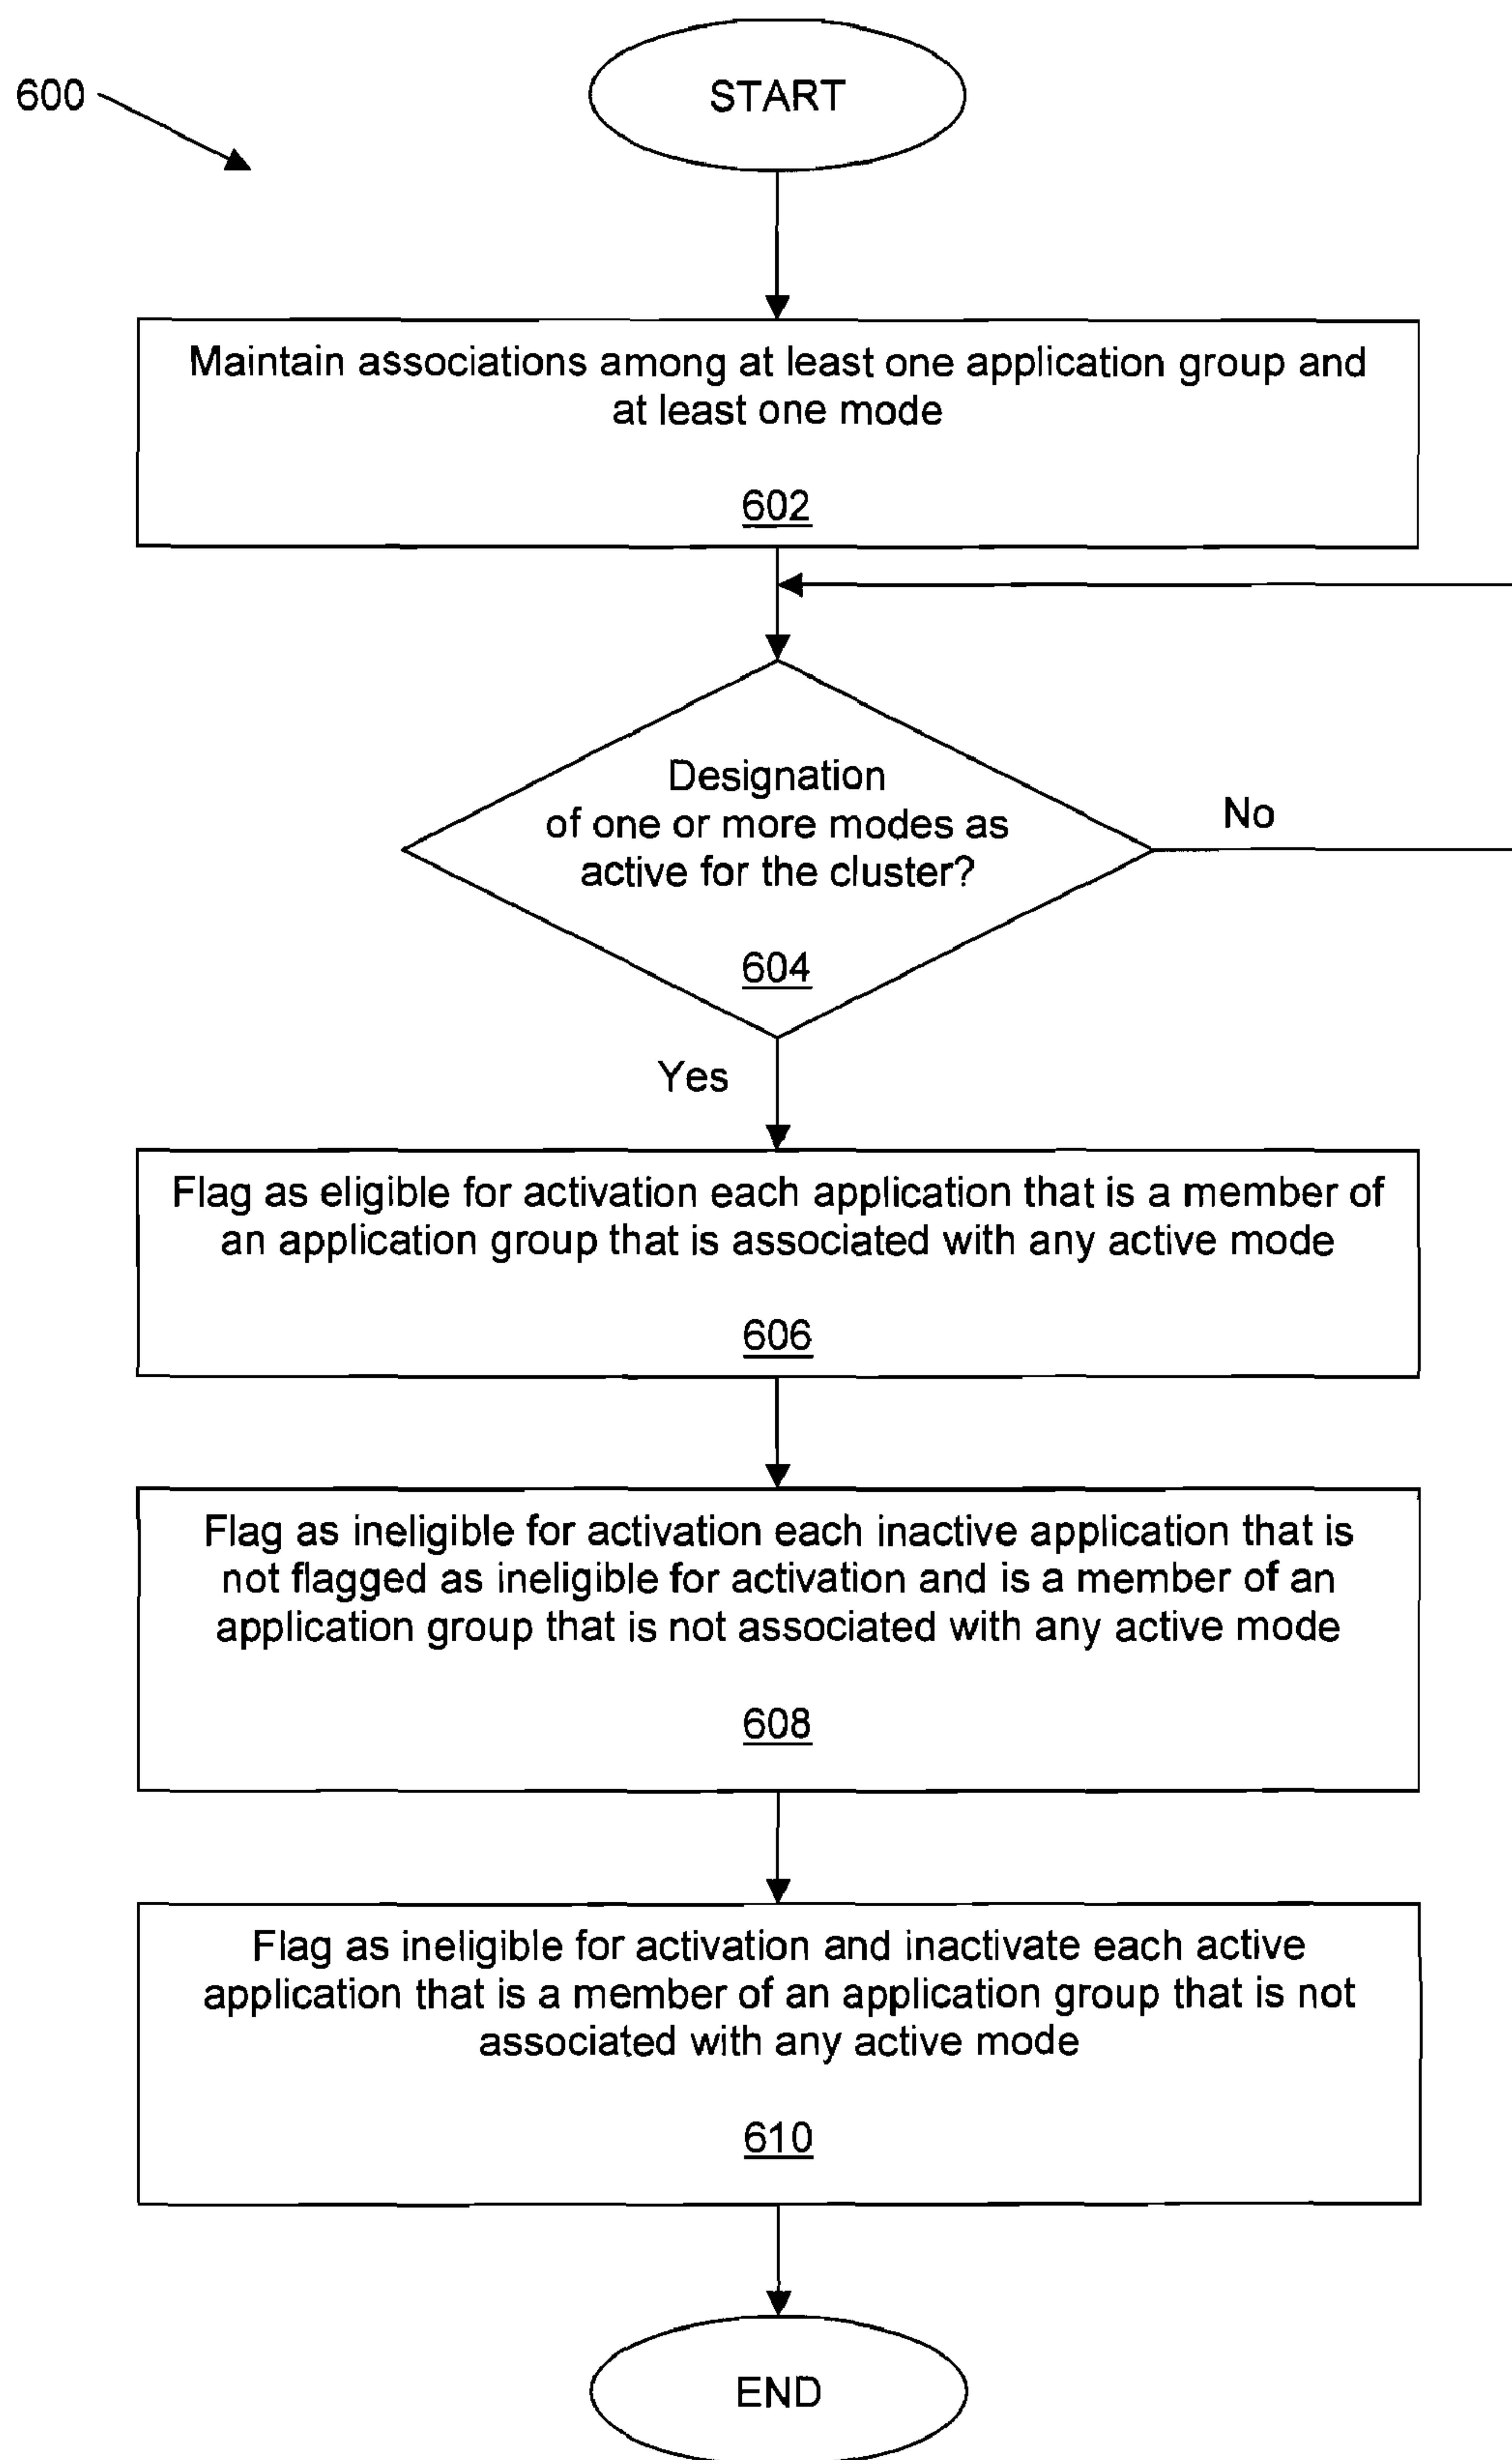 600
START
Maintain associations among at least one application group and
at least one mode
602
Designation
of one or more modes as
active for the cluster?
604
No
Yes
Flag as eligible for activation each application that is a member of
an application group that is associated with any active mode
606
Flag as ineligible for activation each inactive application that is
not flagged as ineligible for activation and is a member of an
application group that is not associated with any active mode
608
Flag as ineligible for activation and inactivate each active
application that is a member of an application group that is not
associated with any active mode
610
END